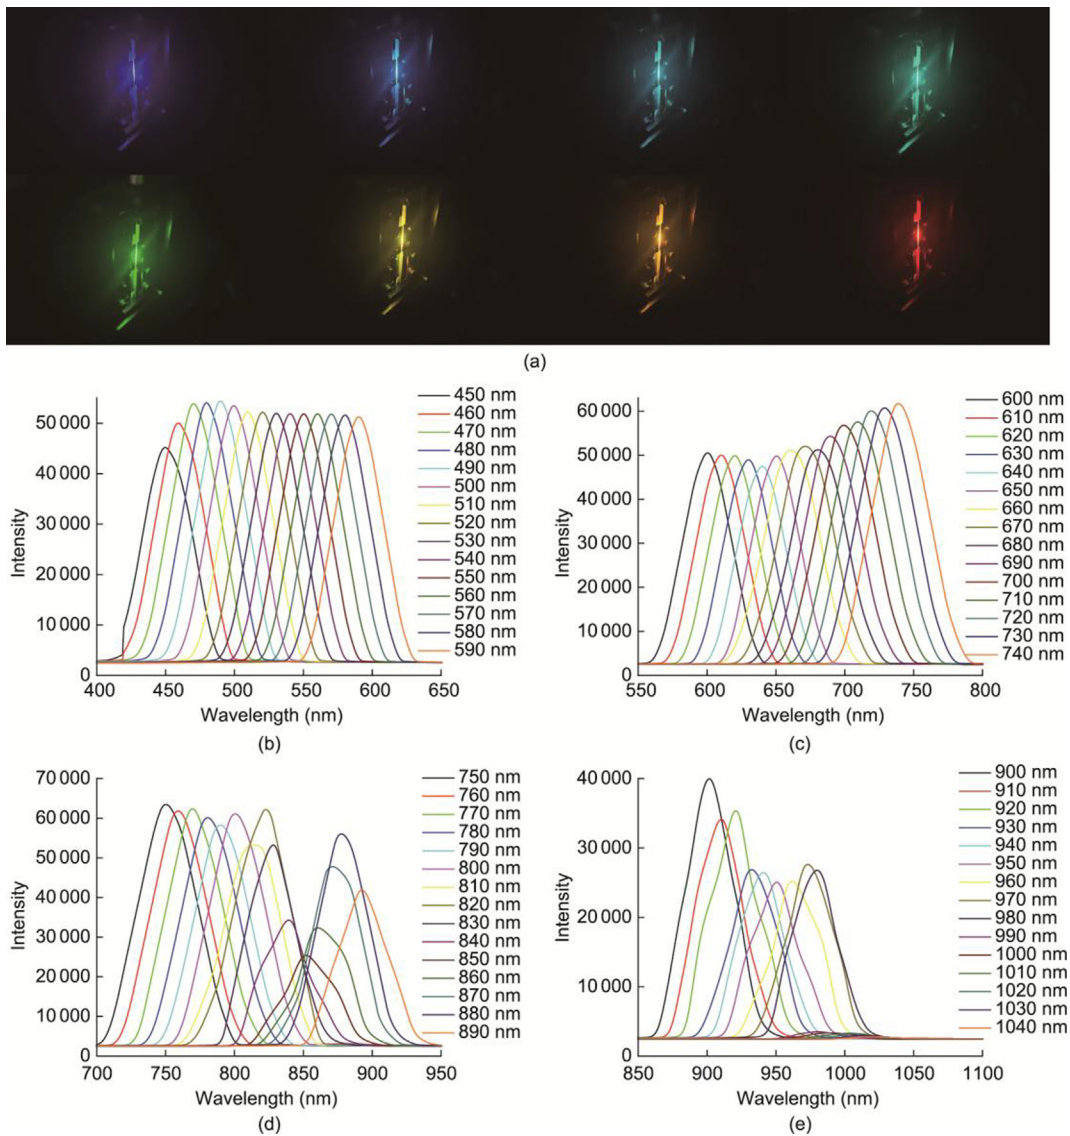 (a)
50 000
40 000
30 000
20 000
10 000
0
400
450
500
550
600
650
Intensity
Wavelength (nm)
450 nm
460 nm
470 nm
480 nm
490 nm
500 nm
510 nm
520 nm
530 nm
540 nm
550 nm
560 nm
570 nm
580 nm
590 nm
(b)
60 000
50 000
40 000
30 000
20 000
10 000
0
550
600
650
700
750
800
Intensity
Wavelength (nm)
600 nm
610 nm
620 nm
630 nm
640 nm
650 nm
660 nm
670 nm
680 nm
690 nm
700 nm
710 nm
720 nm
730 nm
740 nm
(c)
70 000
60 000
50 000
40 000
30 000
20 000
10 000
0
700
750
800
850
900
950
Intensity
Wavelength (nm)
750 nm
760 nm
770 nm
780 nm
790 nm
800 nm
810 nm
820 nm
830 nm
840 nm
850 nm
860 nm
870 nm
880 nm
890 nm
(d)
40 000
30 000
20 000
10 000
0
850
900
950
1000
1050
1100
Intensity
Wavelength (nm)
900 nm
910 nm
920 nm
930 nm
940 nm
950 nm
960 nm
970 nm
980 nm
990 nm
1000 nm
1010 nm
1020 nm
1030 nm
1040 nm
(e)